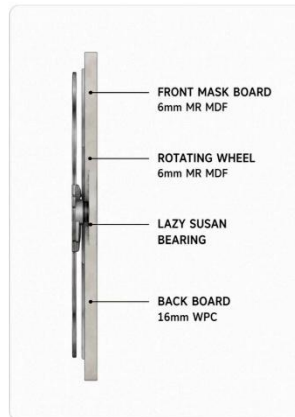 FRONT MASK BOARD
6mm MR MDF
ROTATING WHEEL
6mm MR MDF
LAZY SUSAN
BEARING
BACK BOARD
16mm WPC